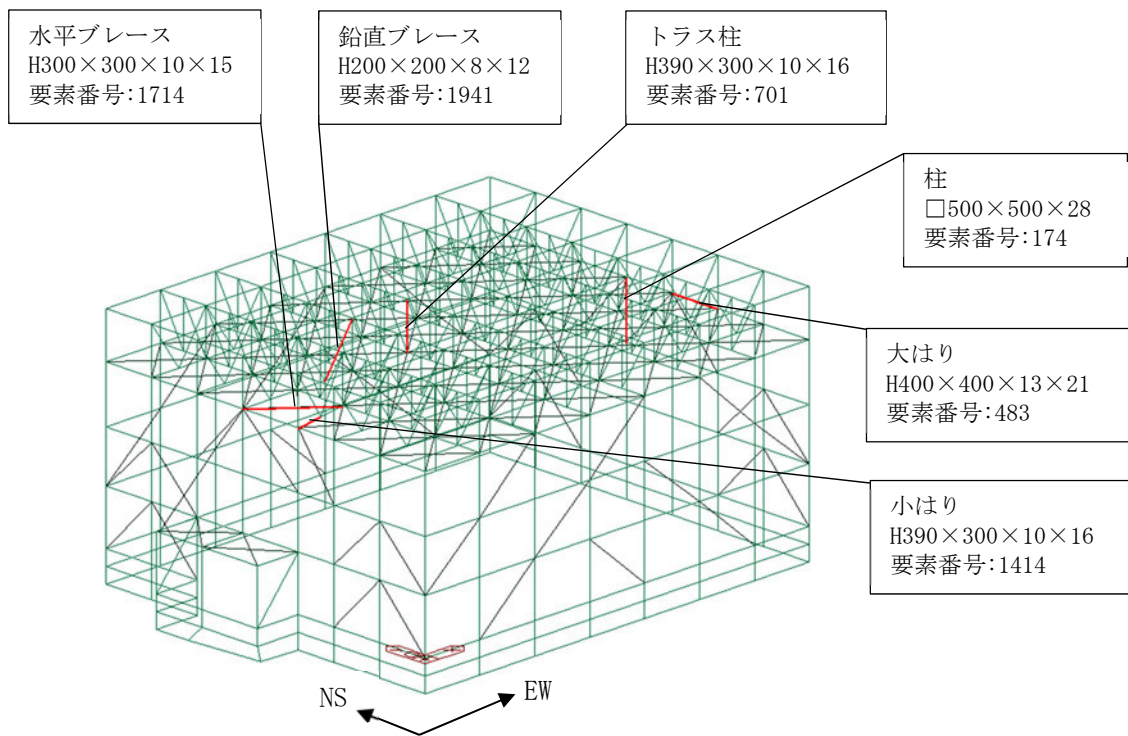 水平ブレース
H300×300×10×15
要素番号:1714
鉛直ブレース
H200×200×8×12
要素番号:1941
トラス柱
H390×300×10×16
要素番号:701
柱
□500×500×28
要素番号:174
大はり
H400×400×13×21
要素番号:483
小はり
H390×300×10×16
要素番号:1414
NS
EW